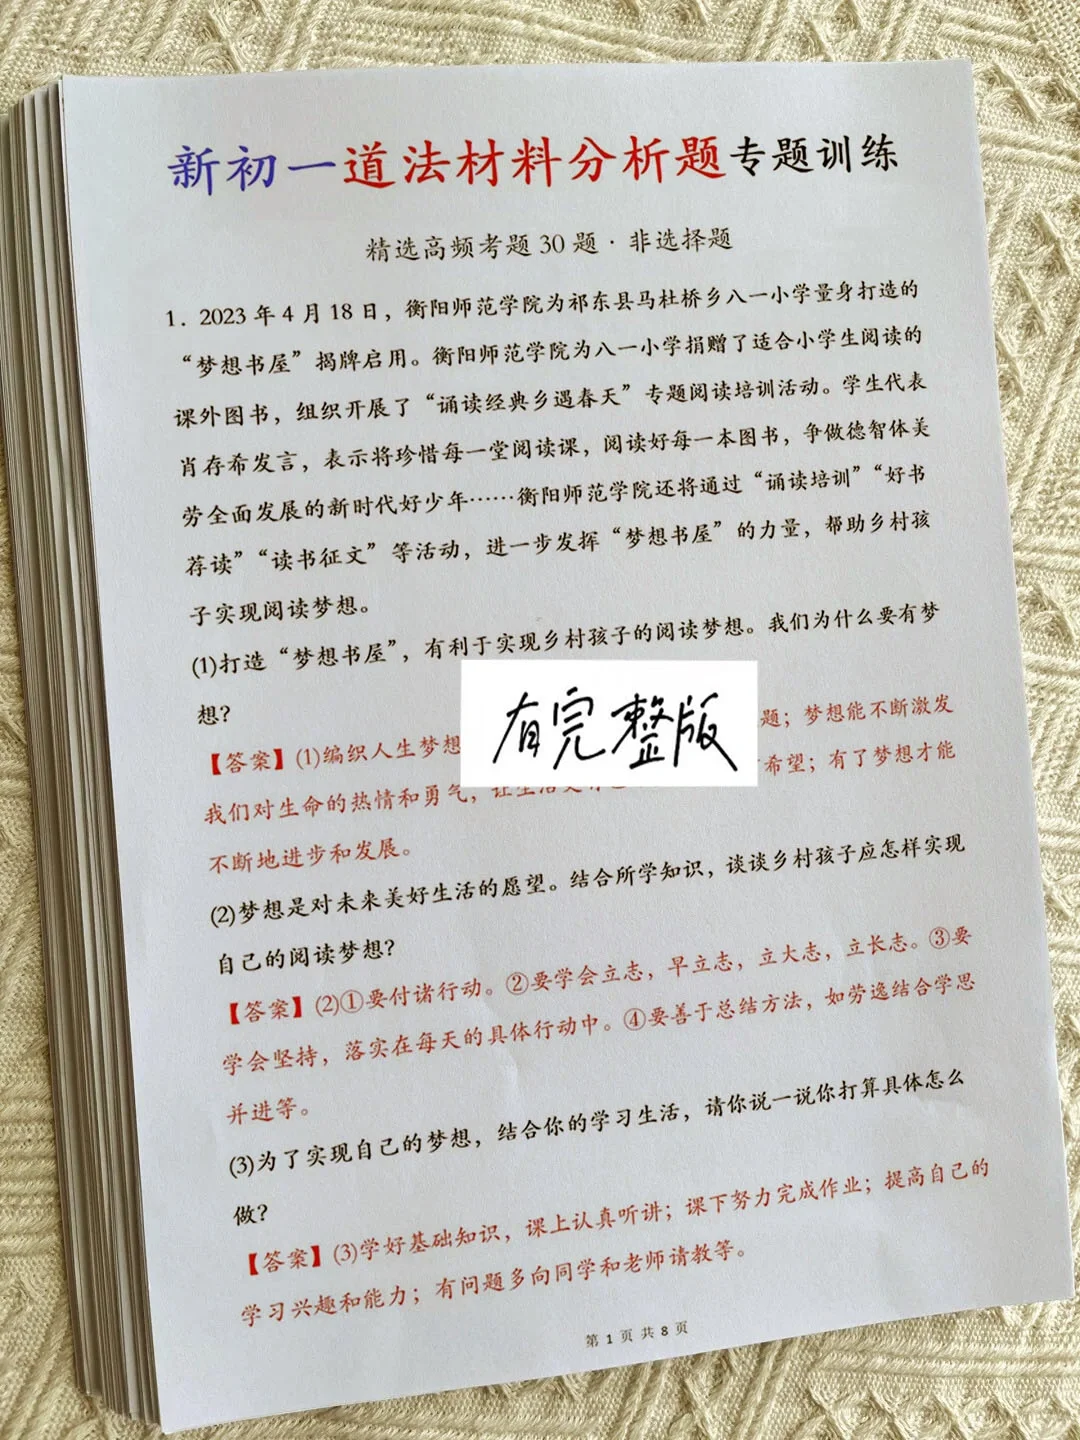 新初一道法材料分析题专题训练
精选高频考题30题·非选择题
1. 2023年4月18日，衡阳师范学院为祁东县马杜桥乡八一小学量身打造的
“梦想书屋”揭牌启用。衡阳师范学院为八一小学捐赠了适合小学生阅读的
课外图书，组织开展了“诵读经典乡遇春天”专题阅读培训活动。学生代表
肖存希发言，表示将珍惜每一堂阅读课，阅读好每一本图书，争做德智体美
劳全面发展的新时代好少年……衡阳师范学院还将通过“诵读培训”“好书
荐读”“读书征文”等活动，进一步发挥“梦想书屋”的力量，帮助乡村孩
子实现阅读梦想。
(1)打造“梦想书屋”，有利于实现乡村孩子的阅读梦想。我们为什么要有梦
想？
【答案】(1)编织人生梦想 题；梦想能不断激发
有完整版
我们对生命的热情和勇气， 希望；有了梦想才能
不断地进步和发展。
(2)梦想是对未来美好生活的愿望。结合所学知识，谈谈乡村孩子应怎样实现
自己的阅读梦想？
【答案】(2)①要付诸行动。②要学会立志，早立志，立大志，立长志。③要
学会坚持，落实在每天的具体行动中。④要善于总结方法，如劳逸结合学思
并进等。
(3)为了实现自己的梦想，结合你的学习生活，请你说一说你打算具体怎么
做？
【答案】(3)学好基础知识，课上认真听讲；课下努力完成作业；提高自己的
学习兴趣和能力；有问题多向同学和老师请教等。
第 1 页 共 8 页